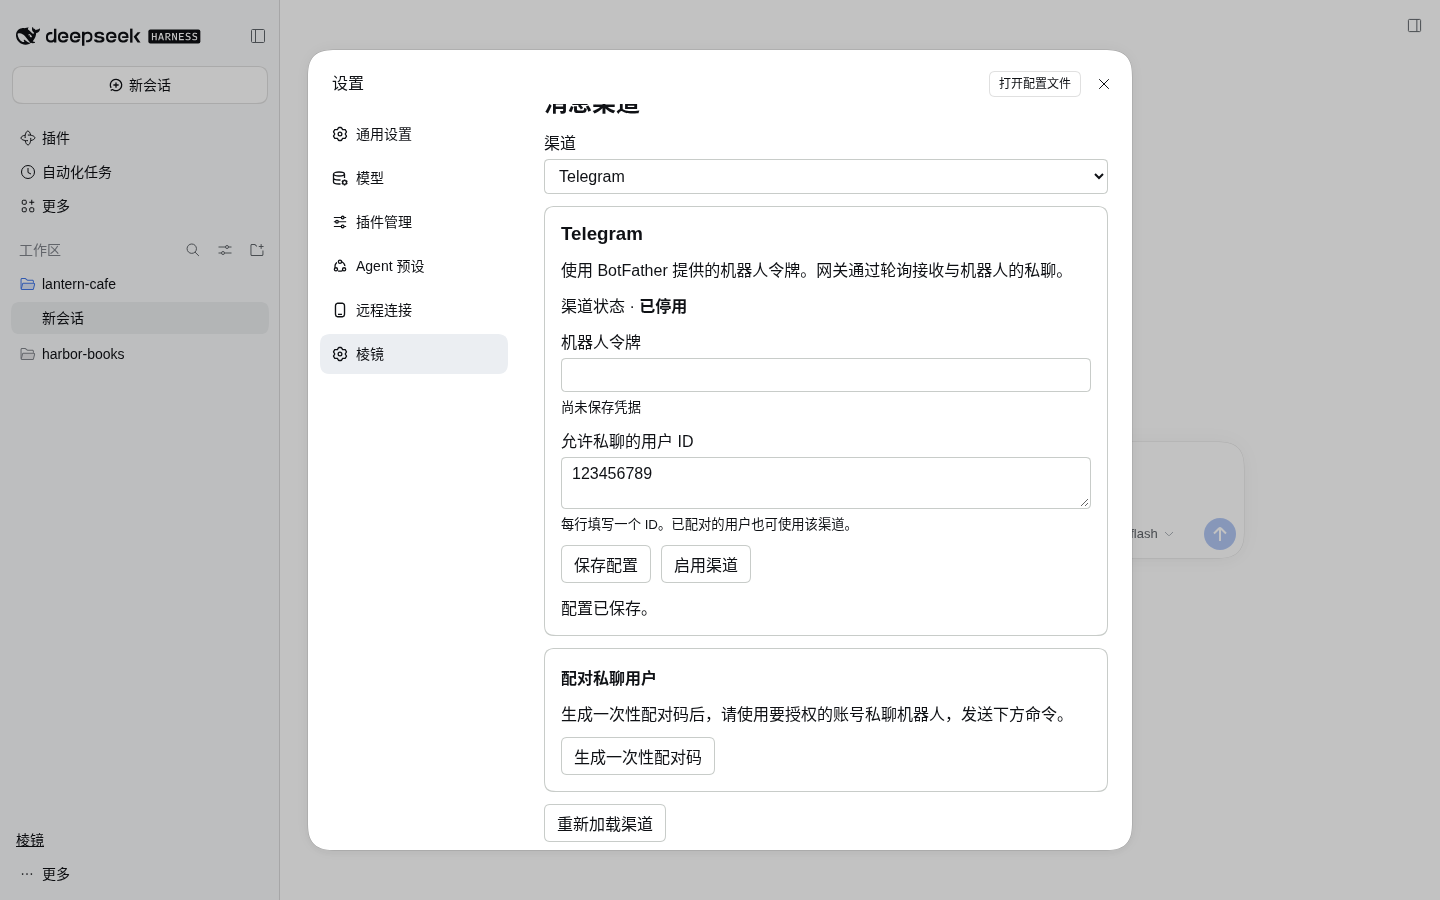 deepseek HARNESS
新会话
插件
自动化任务
更多
工作区
lantern-cafe
新会话
harbor-books
棱镜
更多
设置
打开配置文件
通用设置
模型
插件管理
Agent 预设
远程连接
棱镜
消息渠道
渠道
Telegram
Telegram
使用 BotFather 提供的机器人令牌。网关通过轮询接收与机器人的私聊。
渠道状态 · 已停用
机器人令牌
尚未保存凭据
允许私聊的用户 ID
123456789
每行填写一个 ID。已配对的用户也可使用该渠道。
保存配置
启用渠道
配置已保存。
配对私聊用户
生成一次性配对码后，请使用要授权的账号私聊机器人，发送下方命令。
生成一次性配对码
重新加载渠道
flash